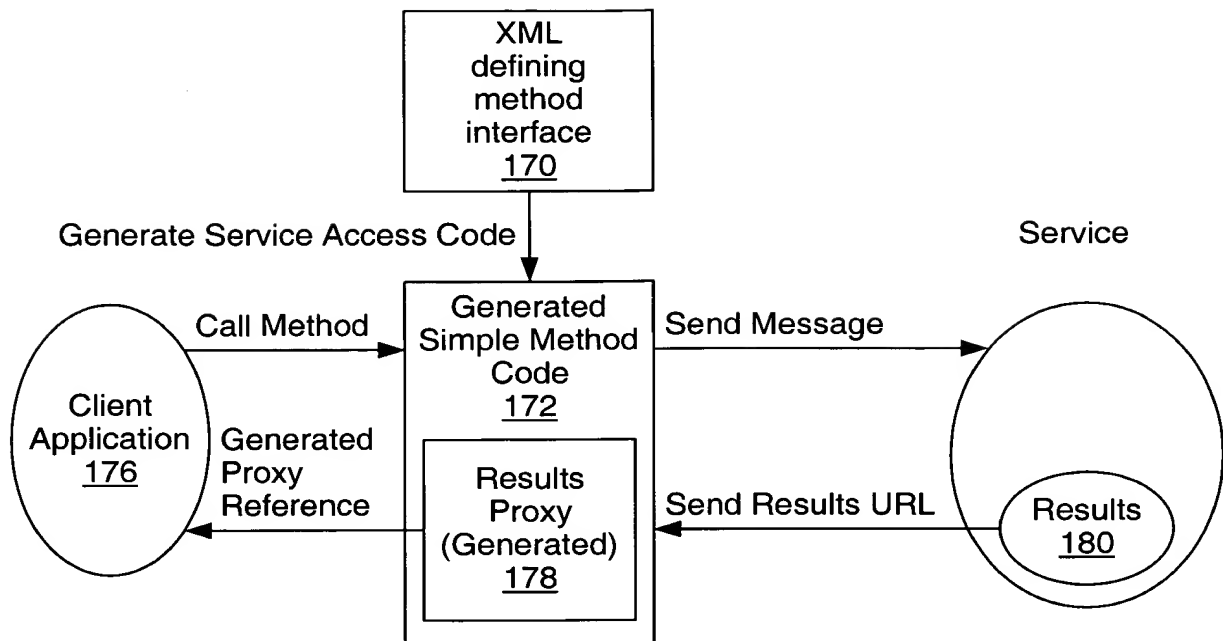 XML
defining
method
interface
170
Generate Service Access Code
Service
Generated
Simple Method
Code
172
Call Method
Send Message
Client
Application
176
Generated
Proxy
Reference
Results
Proxy
(Generated)
178
Send Results URL
Results
180